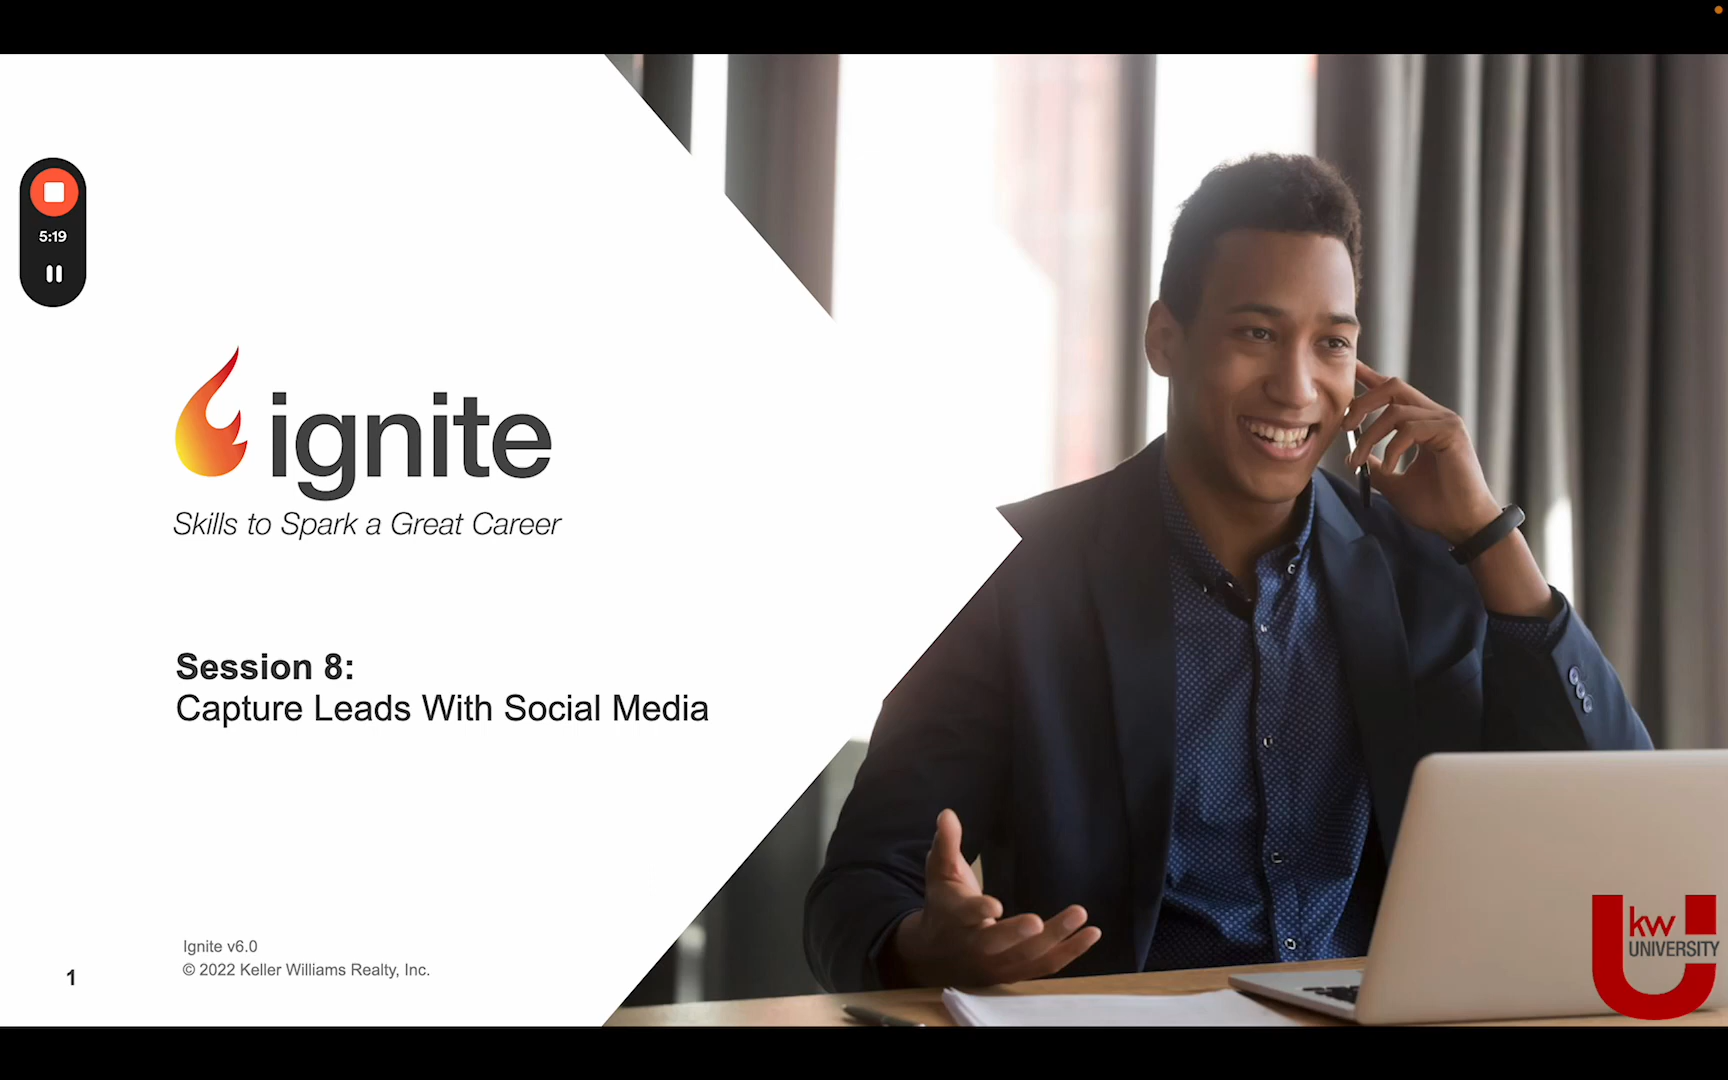 5:19
ignite
Skills to Spark a Great Career
Session 8:
Capture Leads With Social Media
Ignite v6.0
© 2022 Keller Williams Realty, Inc.
1
kw
UNIVERSITY